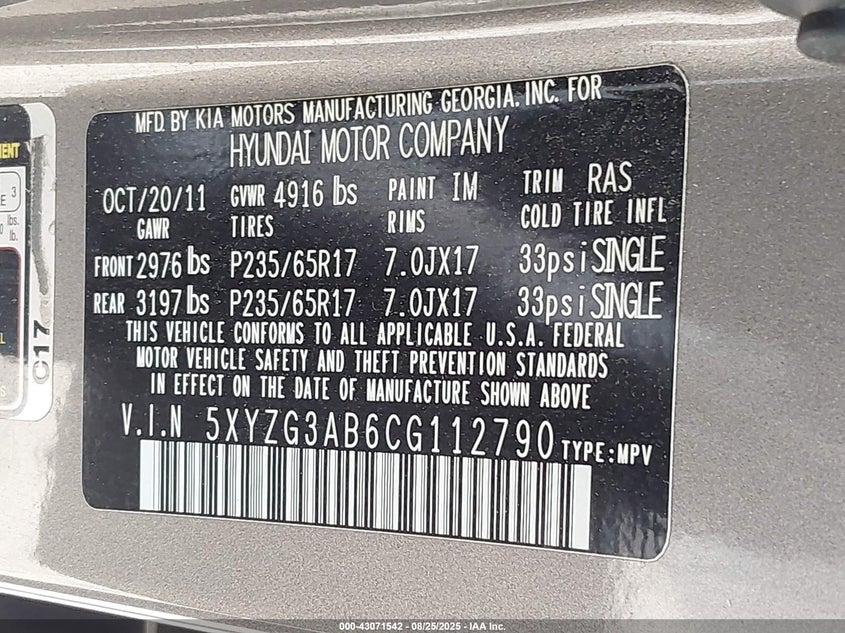 MFD. BY KIA MOTORS MANUFACTURING GEORGIA. INC. FOR
HYUNDAI MOTOR COMPANY
OCT/20/11 GVWR 4916 lbs PAINT IM TRIM RAS
GAWR TIRES RIMS COLD TIRE INFL
FRONT 2976 lbs P235/65R17 7.0JX17 33psi SINGLE
REAR 3197 lbs P235/65R17 7.0JX17 33psi SINGLE
THIS VEHICLE CONFORMS TO ALL APPLICABLE U.S.A. FEDERAL
MOTOR VEHICLE SAFETY AND THEFT PREVENTION STANDARDS
IN EFFECT ON THE DATE OF MANUFACTURE SHOWN ABOVE
V.I.N 5XYZG3AB6CG112790 TYPE:MPV
3
lbs.
lb.
C17
000-43071542 - 08/25/2025 - IAA Inc.